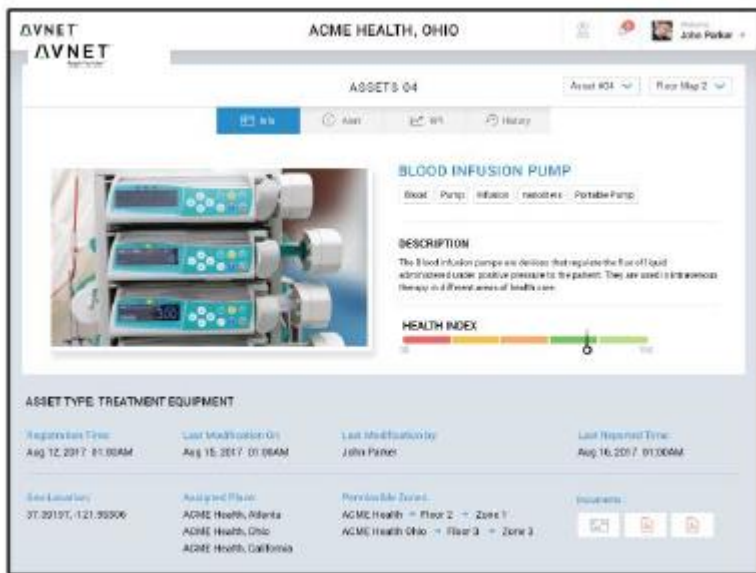 AVNET
AVNET
ACME HEALTH, OHIO
John Parker
ASSETS 04
Asset #04
Floor Map 2
Info
Alert
KPI
History
BLOOD INFUSION PUMP
Blood Pump Infusion Portable Pump
DESCRIPTION
The Blood infusion pumps are devices that regulate the flux of liquid
administered under positive pressure to the patient. They are used in intravenous
therapy in different areas of health care.
HEALTH INDEX
100
ASSET TYPE: TREATMENT EQUIPMENT
Registration Time:
Last Modification On:
Last Modification by:
Last Reported Time:
Aug 12, 2017 01:00AM
Aug 15, 2017 01:00AM
John Parker
Aug 16, 2017 01:00AM
Geo Location:
Assigned Place:
Permissible Zones:
Documents:
ACME Health, Atlanta
ACME Health Floor 2 Zone 1
ACME Health, Ohio
ACME Health Ohio Floor 3 Zone 3
ACME Health, California